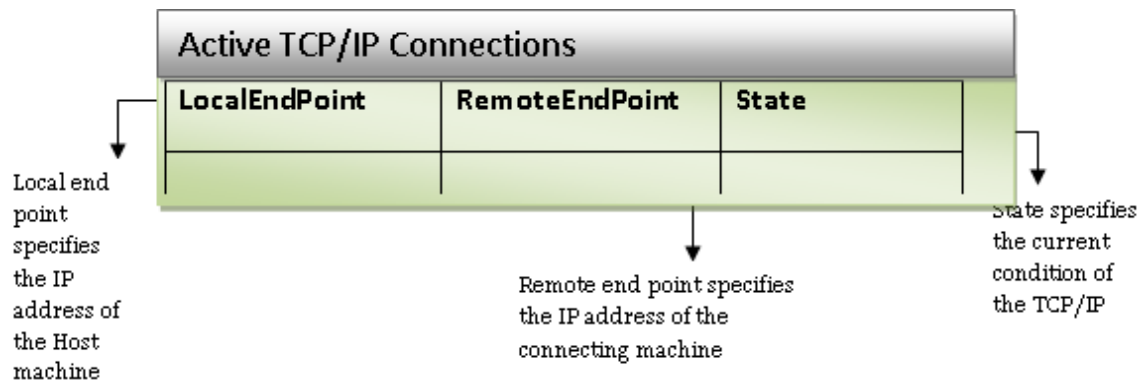 Active TCP/IP Connections
LocalEndPoint RemoteEndPoint State
Local end
point
specifies
the IP
address of
the Host
machine
Remote end point specifies
the IP address of the
connecting machine
State specifies
the current
condition of
the TCP/IP